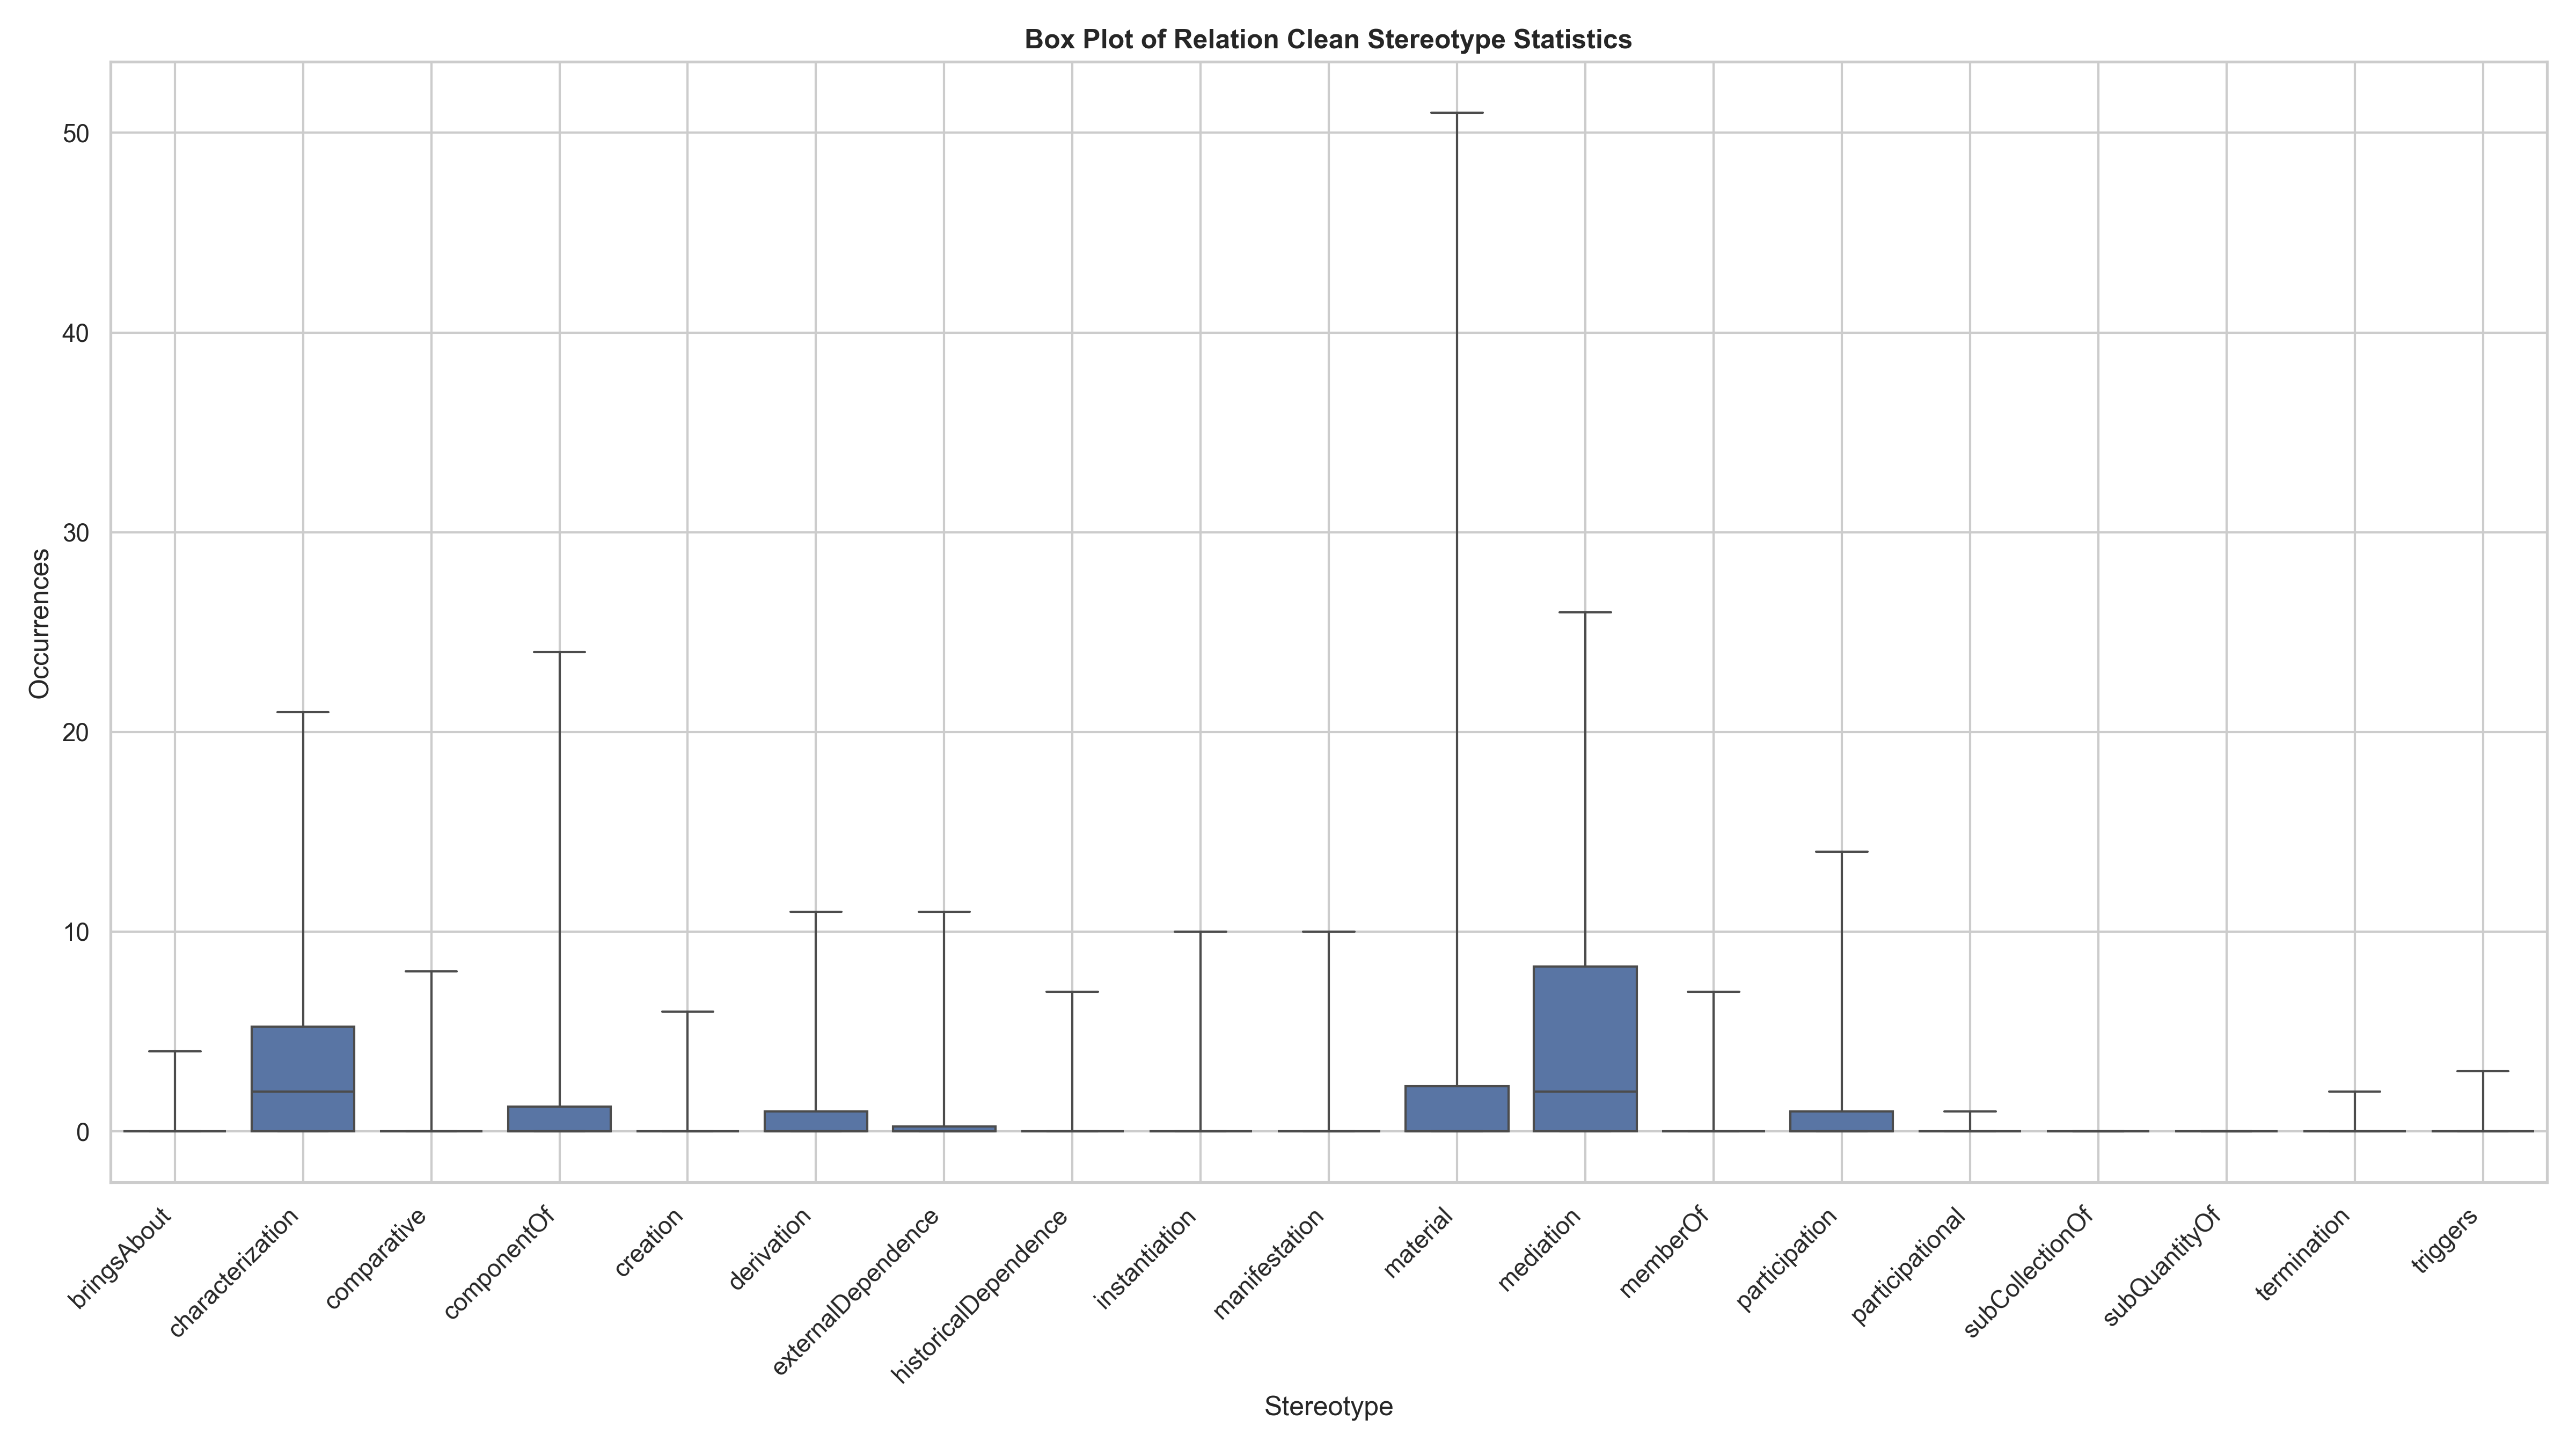 Box Plot of Relation Clean Stereotype Statistics
Occurrences
50
40
30
20
10
0
bringsAbout
characterization
comparative
componentOf
creation
derivation
externalDependence
historicalDependence
instantiation
manifestation
material
mediation
memberOf
participation
participational
subCollectionOf
subQuantityOf
termination
triggers
Stereotype